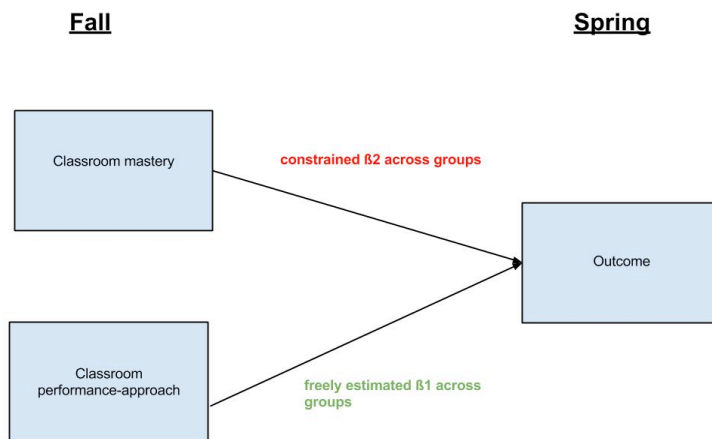 Fall
Spring
Classroom mastery
constrained ß2 across groups
Outcome
Classroom
performance-approach
freely estimated ß1 across
groups